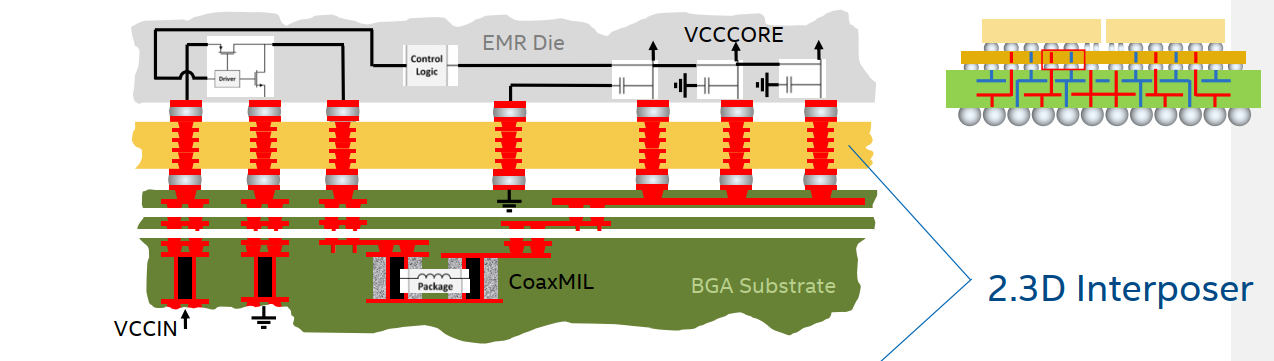 EMR Die
VCCCORE
Control
Logic
Driver
CoaxMIL
Package
BGA Substrate
2.3D Interposer
VCCIN